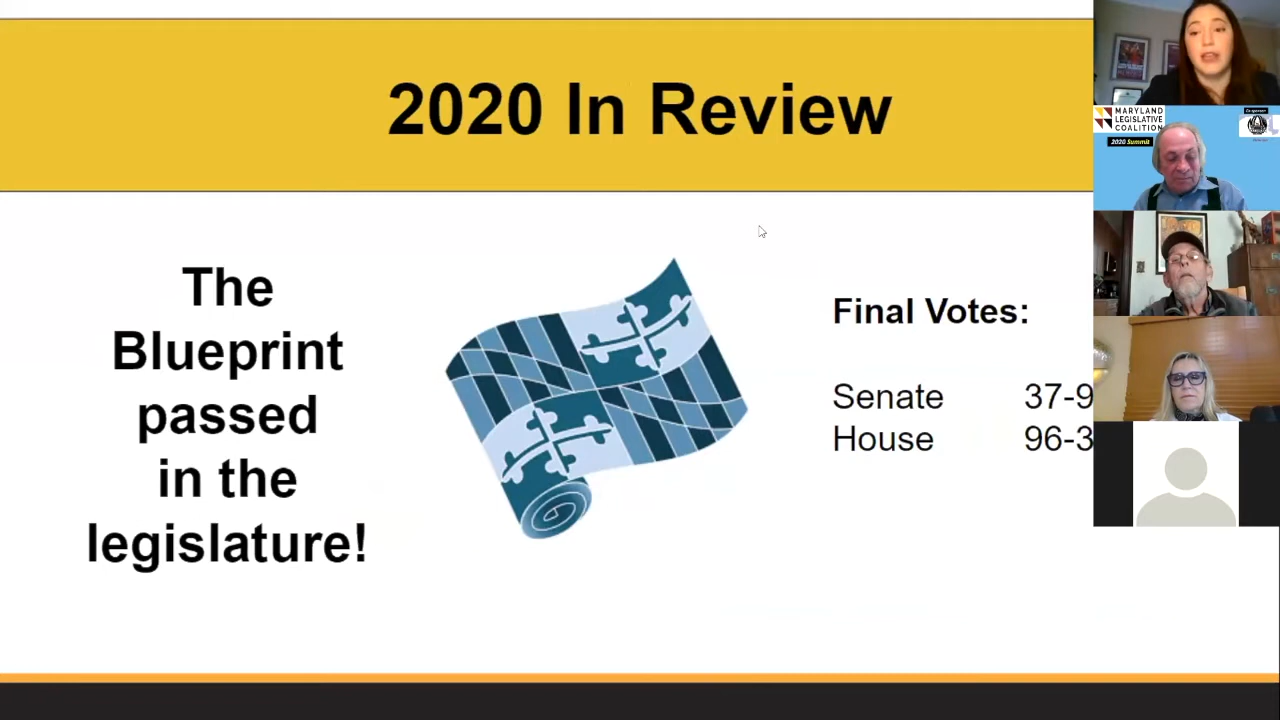 2020 In Review
The
Blueprint
passed
in the
legislature!
Final Votes:
Senate 37-9
House 96-3
MARYLAND
LEGISLATIVE
COALITION
2020 Summit